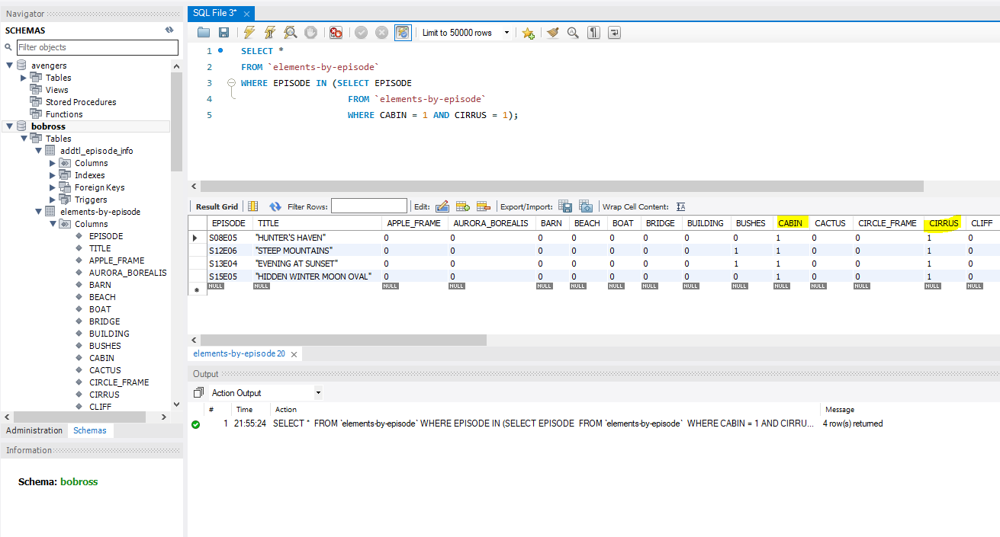 Navigator
SCHEMAS
Filter objects
avengers
Tables
Views
Stored Procedures
Functions
bobross
Tables
addtl_episode_info
Columns
Indexes
Foreign Keys
Triggers
elements-by-episode
Columns
EPISODE
TITLE
APPLE_FRAME
AURORA_BOREALIS
BARN
BEACH
BOAT
BRIDGE
BUILDING
BUSHES
CABIN
CACTUS
CIRCLE_FRAME
CIRRUS
CLIFF
Administration Schemas
Information
Schema: bobross
SQL File 3*
Limit to 50000 rows
1 SELECT *
2 FROM `elements-by-episode`
3 WHERE EPISODE IN (SELECT EPISODE
4 FROM `elements-by-episode`
5 WHERE CABIN = 1 AND CIRRUS = 1);
Result Grid Filter Rows: Edit: Export/Import: Wrap Cell Content: IA
EPISODE TITLE APPLE_FRAME AURORA_BOREALIS BARN BEACH BOAT BRIDGE BUILDING BUSHES CABIN CACTUS CIRCLE_FRAME CIRRUS CLIFF
S08E05 "HUNTER'S HAVEN" 0 0 0 0 0 0 0 0 1 0 0 1 0
S12E06 "STEEP MOUNTAINS" 0 0 0 0 0 0 0 1 1 0 0 1 0
S13E04 "EVENING AT SUNSET" 0 0 0 0 0 0 0 1 1 0 0 1 0
S15E05 "HIDDEN WINTER MOON OVAL" 0 0 0 0 0 0 0 0 1 0 0 1 0
NULL NULL NULL NULL NULL NULL NULL NULL NULL NULL NULL NULL NULL NULL NULL
elements-by-episode 20
Output
Action Output
# Time Action Message
1 21:55:24 SELECT * FROM `elements-by-episode` WHERE EPISODE IN (SELECT EPISODE FROM `elements-by-episode` WHERE CABIN = 1 AND CIRRU... 4 row(s) returned